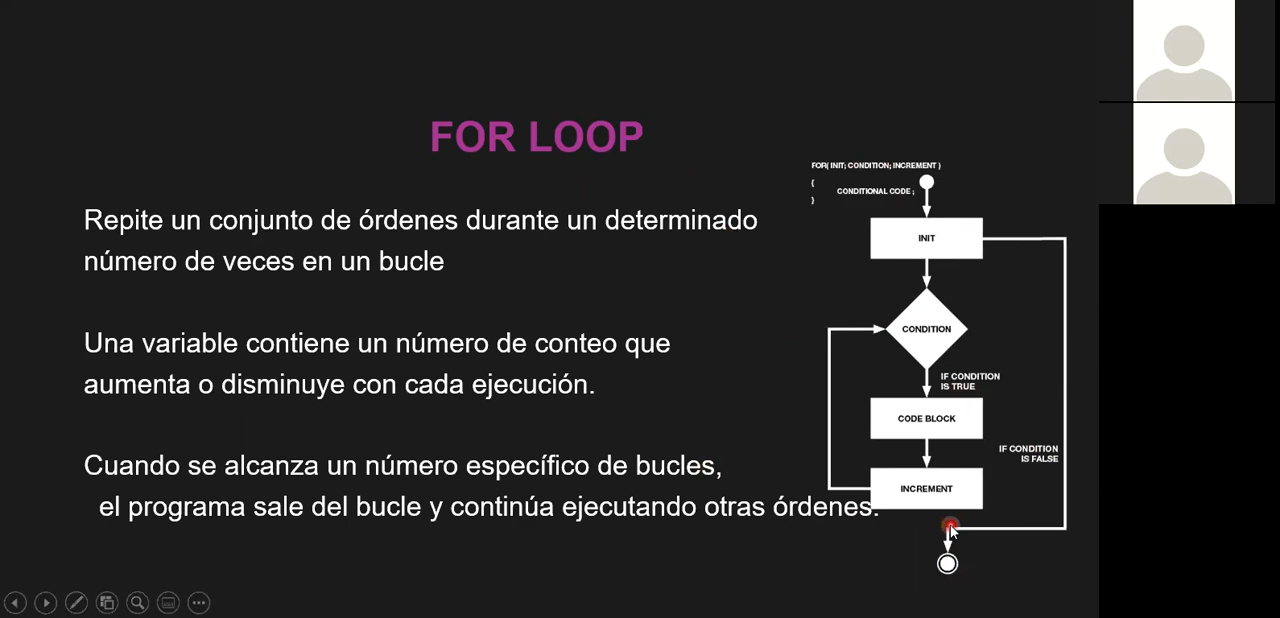 FOR LOOP
Repite un conjunto de órdenes durante un determinado
número de veces en un bucle
Una variable contiene un número de conteo que
aumenta o disminuye con cada ejecución.
Cuando se alcanza un número específico de bucles,
el programa sale del bucle y continúa ejecutando otras órdenes.
FOR( INIT; CONDITION; INCREMENT )
{
CONDITIONAL CODE ;
}
INIT
CONDITION
IF CONDITION
IS TRUE
CODE BLOCK
IF CONDITION
IS FALSE
INCREMENT